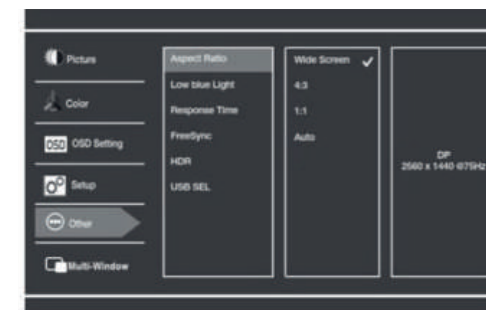 Picture
Color
OSD OSD Setting
Setup
Other
Multi-Window
Aspect Ratio
Low blue Light
Response Time
FreeSync
HDR
USB SEL
Wide Screen
4:3
1:1
Auto
DP
2560 x 1440 @75Hz